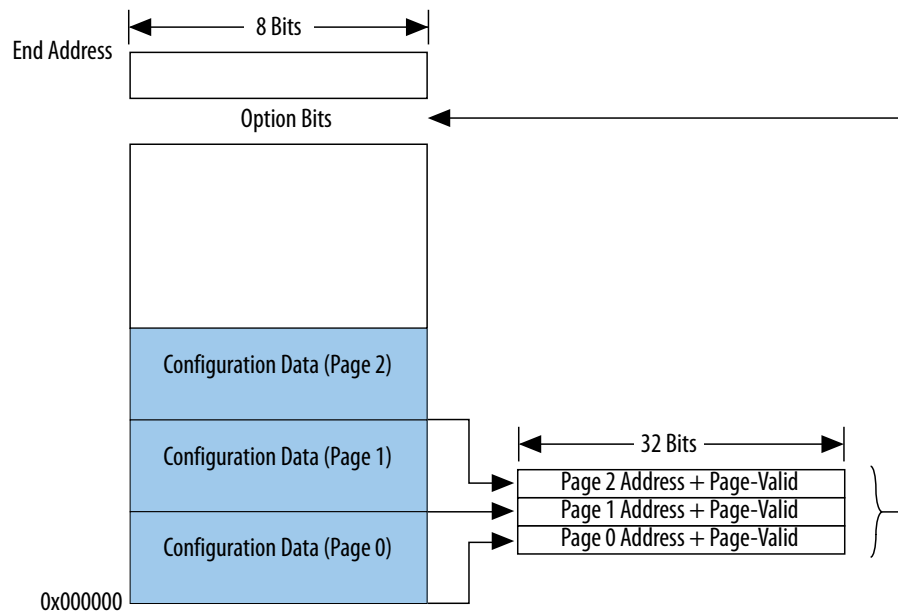 8 Bits
End Address
Option Bits
Configuration Data (Page 2)
Configuration Data (Page 1)
32 Bits
Page 2 Address + Page-Valid
Page 1 Address + Page-Valid
Page 0 Address + Page-Valid
Configuration Data (Page 0)
0x000000